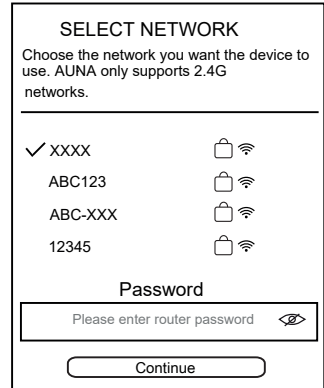 SELECT NETWORK
Choose the network you want the device to
use. AUNA only supports 2.4G
networks.
XXXX
ABC123
ABC-XXX
12345
Password
Please enter router password
Continue